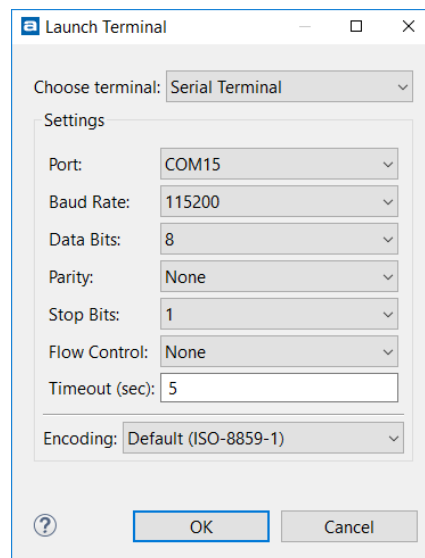 a Launch Terminal
Choose terminal: Serial Terminal
Settings
Port: COM15
Baud Rate: 115200
Data Bits: 8
Parity: None
Stop Bits: 1
Flow Control: None
Timeout (sec): 5
Encoding: Default (ISO-8859-1)
? OK Cancel